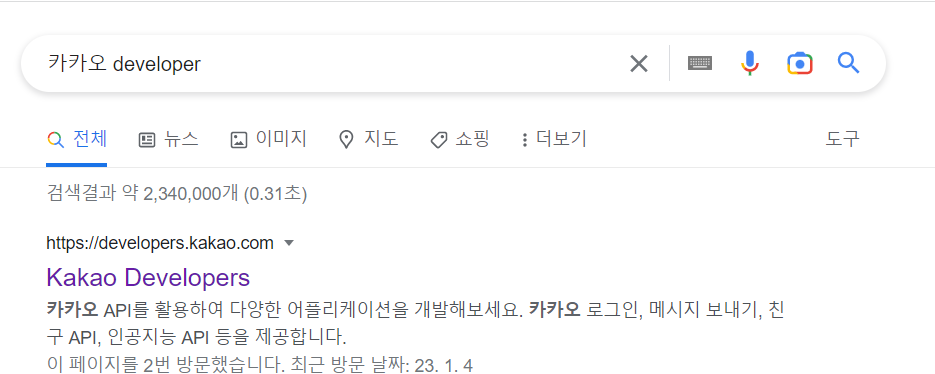 카카오 developer
전체 뉴스 이미지 지도 쇼핑 더보기 도구
검색결과 약 2,340,000개 (0.31초)
https://developers.kakao.com
Kakao Developers
카카오 API를 활용하여 다양한 어플리케이션을 개발해보세요. 카카오 로그인, 메시지 보내기, 친
구 API, 인공지능 API 등을 제공합니다.
이 페이지를 2번 방문했습니다. 최근 방문 날짜: 23. 1. 4